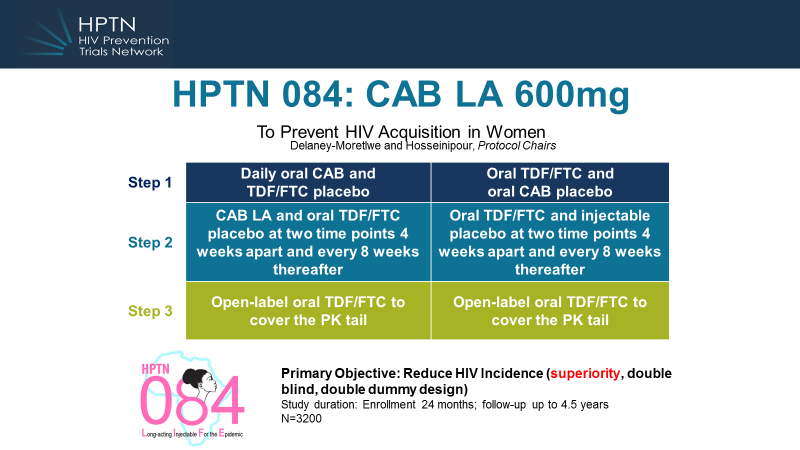 HPTN
HIV Prevention
Trials Network
HPTN 084: CAB LA 600mg
To Prevent HIV Acquisition in Women
Delaney-Moretlwe and Hosseinipour, Protocol Chairs
Step 1
Daily oral CAB and
TDF/FTC placebo
Oral TDF/FTC and
oral CAB placebo
Step 2
CAB LA and oral TDF/FTC
placebo at two time points 4
weeks apart and every 8 weeks
thereafter
Oral TDF/FTC and injectable
placebo at two time points 4
weeks apart and every 8 weeks
thereafter
Step 3
Open-label oral TDF/FTC to
cover the PK tail
Open-label oral TDF/FTC to
cover the PK tail
HPTN
084
Long-acting Injectable For the Epidemic
Primary Objective: Reduce HIV Incidence (superiority, double
blind, double dummy design)
Study duration: Enrollment 24 months; follow-up up to 4.5 years
N=3200